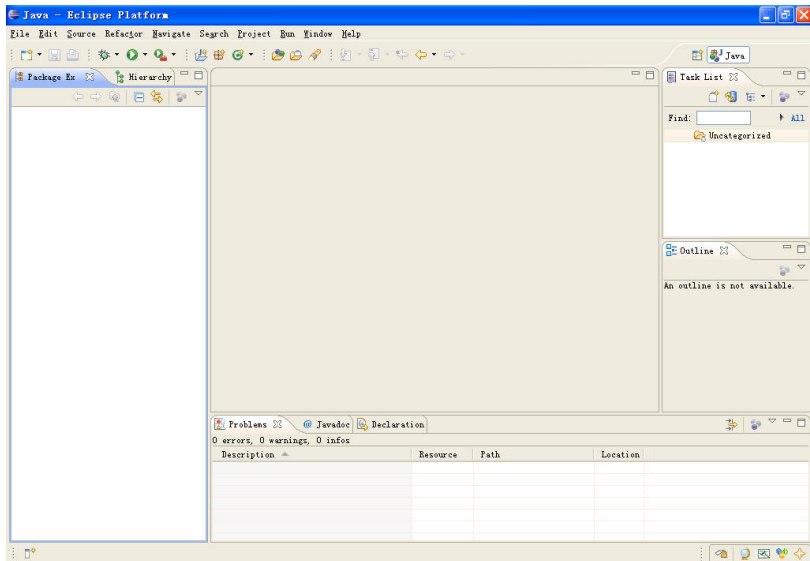 Java - Eclipse Platform
File Edit Source Refactor Navigate Search Project Run Window Help
Java
Package Ex
Hierarchy
Task List
Find:
All
Uncategorized
Outline
An outline is not available.
Problems @ Javadoc Declaration
0 errors, 0 warnings, 0 infos
Description Resource Path Location